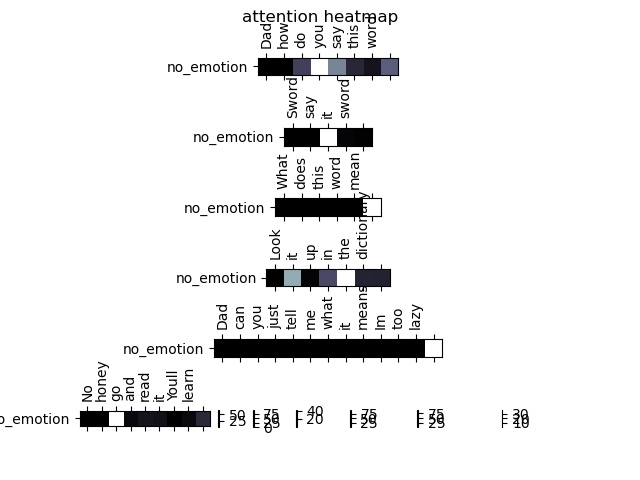 attention heatmap
Dad how do you say this word
no_emotion
Sword say it sword
no_emotion
What does this word mean
no_emotion
Look it up in the dictionary
no_emotion
Dad can you just tell me what it means Im too lazy
no_emotion
No honey go and read it Youll learn
o_emotion
50 75 40 75 75 30
25 50 20 50 50 20
25 25 25 10
0